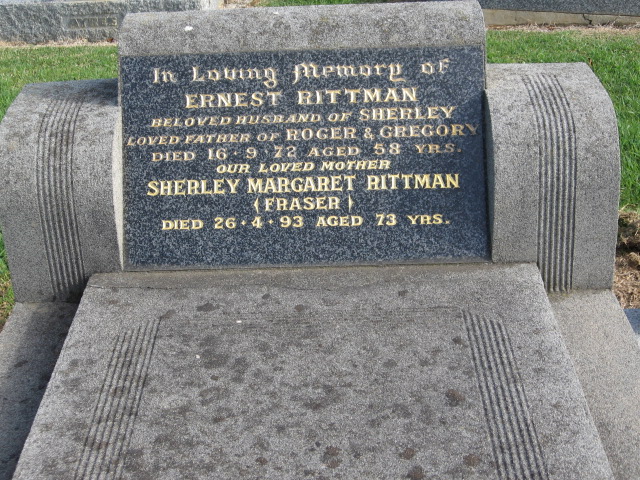 In Loving Memory of
ERNEST RITTMAN
BELOVED HUSBAND OF SHERLEY
LOVED FATHER OF ROGER & GREGORY
DIED 16 · 9 · 72 AGED 58 YRS.
OUR LOVED MOTHER
SHERLEY MARGARET RITTMAN
(FRASER)
DIED 26 · 4 · 93 AGED 73 YRS.